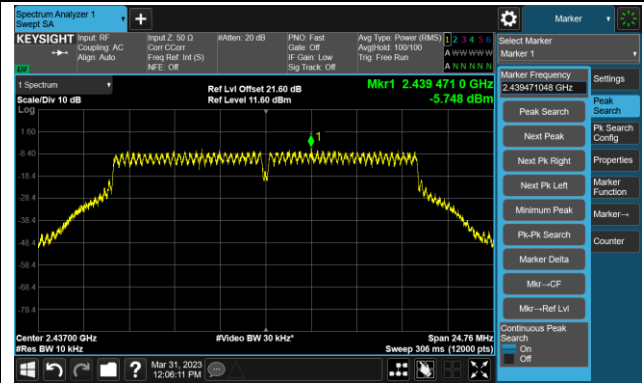 Spectrum Analyzer 1
Swept SA
+
Marker
KEYSIGHT
Input: RF
Coupling: AC
Align: Auto
Input Z: 50 Ω
Corr CCorr
Freq Ref: Int (S)
NFE: Off
#Atten: 20 dB
PNO: Fast
Gate: Off
IF Gain: Low
Sig Track: Off
Avg Type: Power (RMS)
Avg|Hold: 100/100
Trig: Free Run
1 2 3 4 5 6
A W W W W W
A N N N N N
Select Marker
Marker 1
1 Spectrum
Scale/Div 10 dB
Log
Ref Lvl Offset 21.60 dB
Ref Level 11.60 dBm
Mkr1 2.439 471 0 GHz
-5.748 dBm
1
1.60
-8.40
-18.4
-28.4
-38.4
-48.4
-58.4
-68.4
-78.4
Center 2.43700 GHz
#Res BW 10 kHz
#Video BW 30 kHz*
Span 24.76 MHz
Sweep 306 ms (12000 pts)
Marker Frequency
2.439471048 GHz
Peak Search
Next Peak
Next Pk Right
Next Pk Left
Minimum Peak
Pk-Pk Search
Marker Delta
Mkr→CF
Mkr→Ref Lvl
Continuous Peak
Search
On
Off
Settings
Peak
Search
Pk Search
Config
Properties
Marker
Function
Marker→
Counter
?
Mar 31, 2023
12:06:11 PM